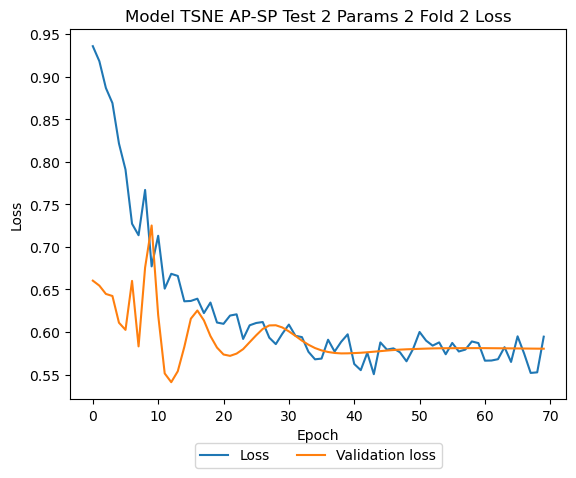 Model TSNE AP-SP Test 2 Params 2 Fold 2 Loss
0.95
0.90
0.85
0.80
0.75
0.70
0.65
0.60
0.55
Loss
0 10 20 30 40 50 60 70
Epoch
Loss Validation loss